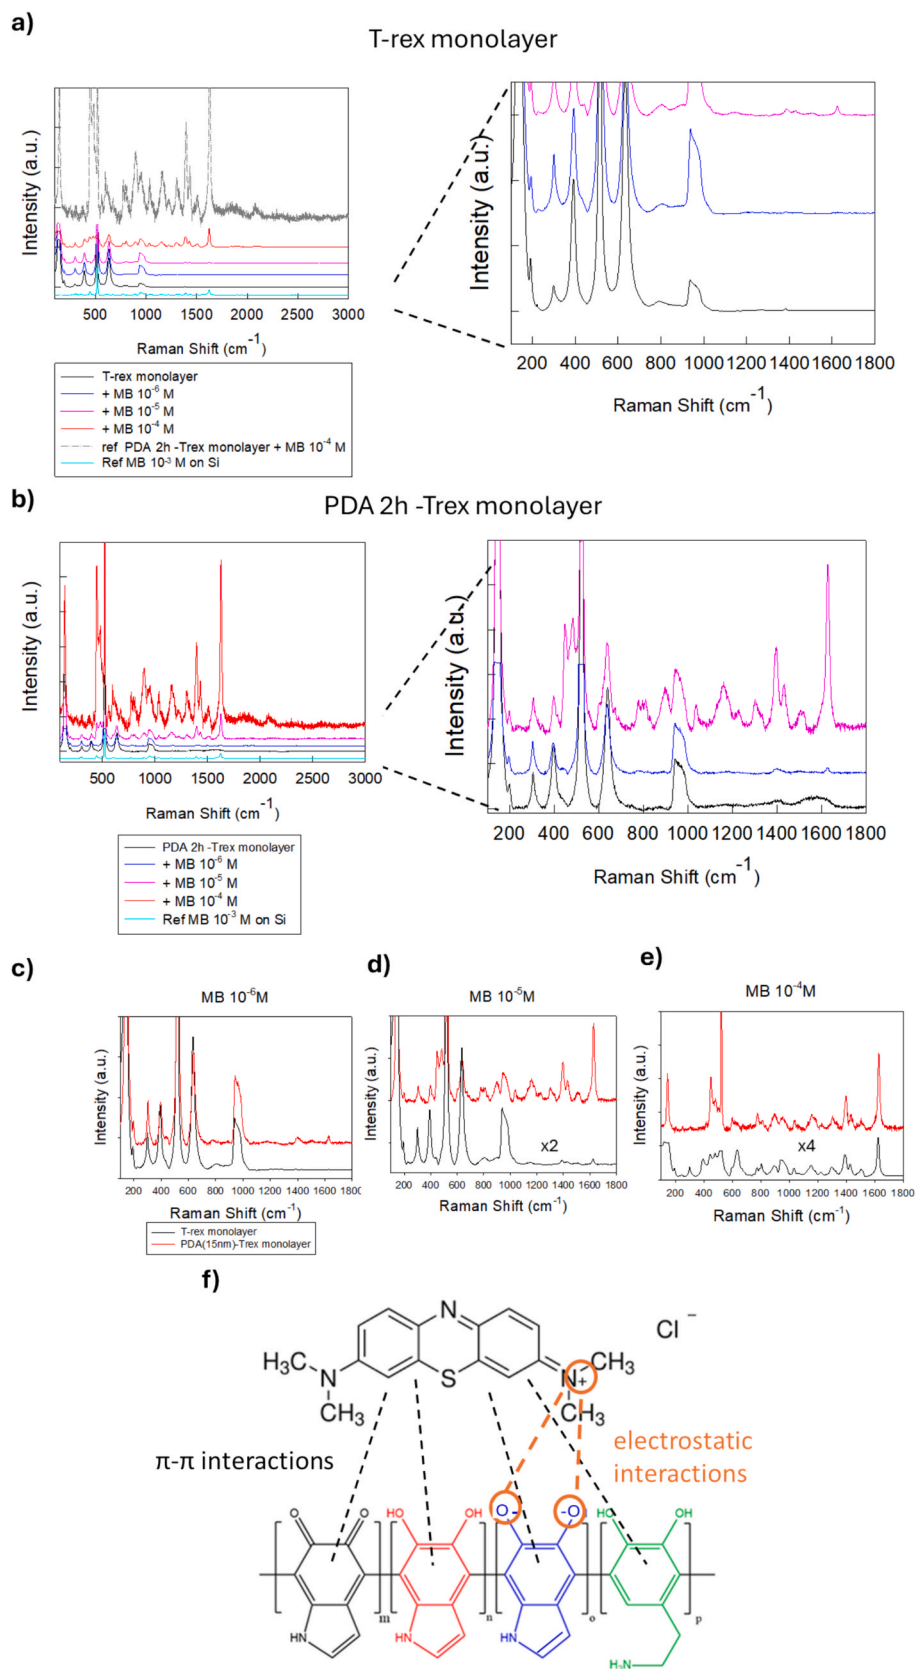 a)
T-rex monolayer
Intensity (a.u.)
500 1000 1500 2000 2500 3000
Raman Shift (cm-1)
Intensity (a.u.)
200 400 600 800 1000 1200 1400 1600 1800
Raman Shift (cm-1)
T-rex monolayer
+ MB 10-6 M
+ MB 10-5 M
+ MB 10-4 M
ref PDA 2h -Trex monolayer + MB 10-4 M
Ref MB 10-3 M on Si
b)
PDA 2h -Trex monolayer
Intensity (a.u.)
500 1000 1500 2000 2500 3000
Raman Shift (cm-1)
Intensity (a.u.)
200 400 600 800 1000 1200 1400 1600 1800
Raman Shift (cm-1)
PDA 2h -Trex monolayer
+ MB 10-6 M
+ MB 10-5 M
+ MB 10-4 M
Ref MB 10-3 M on Si
c)
MB 10-6M
Intensity (a.u.)
200 400 600 800 1000 1200 1400 1600 1800
Raman Shift (cm-1)
T-rex monolayer
PDA(15nm)-Trex monolayer
d)
MB 10-5M
Intensity (a.u.)
x2
200 400 600 800 1000 1200 1400 1600 1800
Raman Shift (cm-1)
e)
MB 10-4M
Intensity (a.u.)
x4
200 400 600 800 1000 1200 1400 1600 1800
Raman Shift (cm-1)
f)
N
Cl−
H3C
N
S
N+
CH3
CH3
CH3
π-π interactions
electrostatic
interactions
O O HO OH O- -O HO OH
m n o p
HN HN HN
H2N